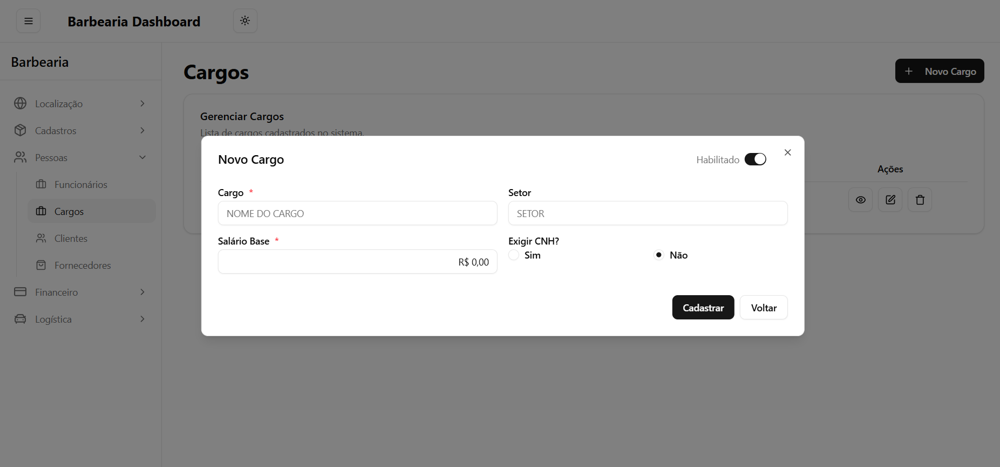 Barbearia Dashboard
Barbearia
Localização
Cadastros
Pessoas
Funcionários
Cargos
Clientes
Fornecedores
Financeiro
Logística
Cargos
Novo Cargo
Gerenciar Cargos
Lista de cargos cadastrados no sistema.
Ações
Novo Cargo
Habilitado
Cargo *
Setor
NOME DO CARGO
SETOR
Salário Base *
Exigir CNH?
R$ 0,00
Sim
Não
Cadastrar
Voltar